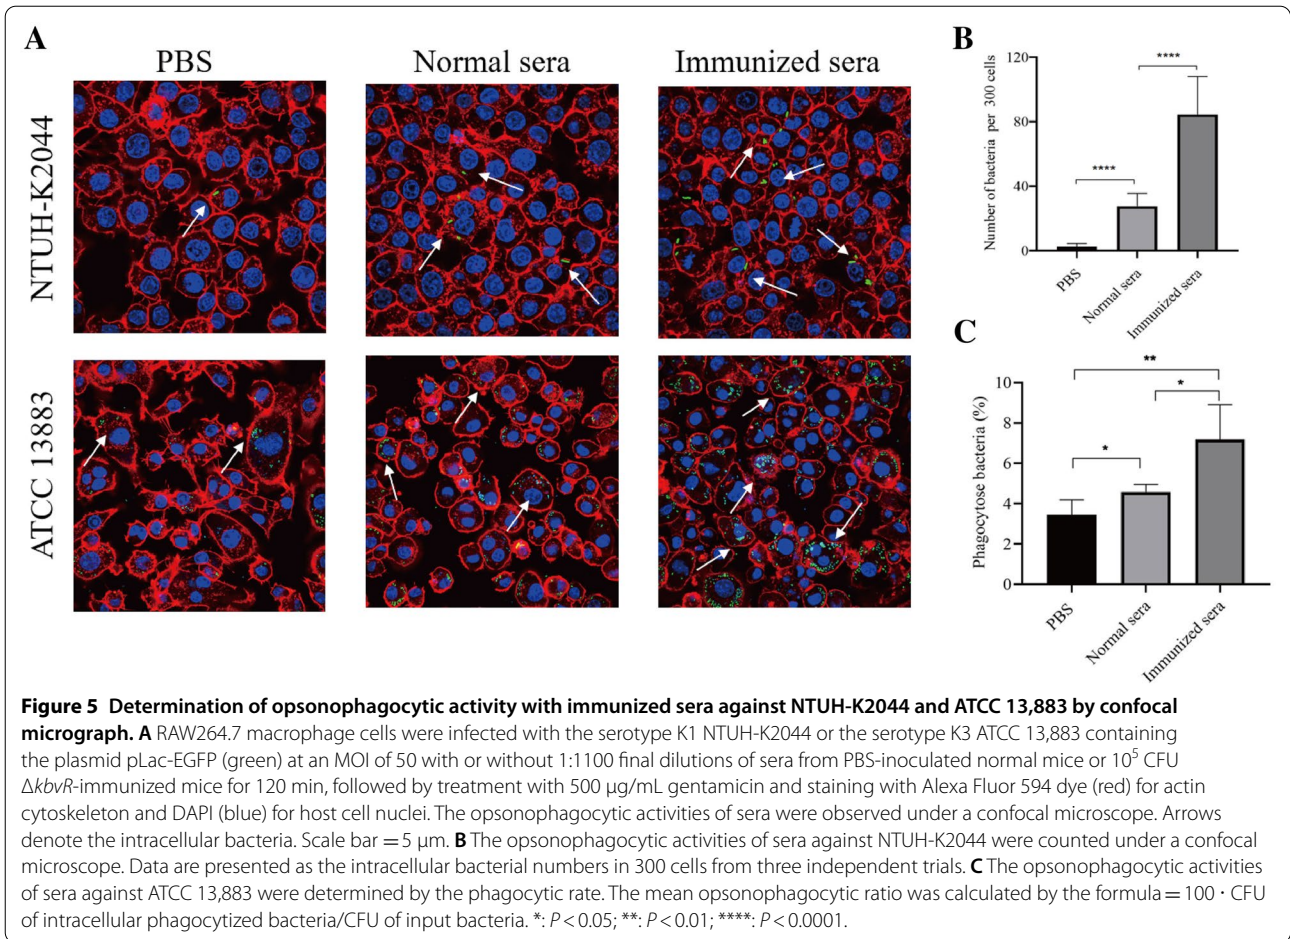 A
PBS
Normal sera
Immunized sera
NTUH-K2044
ATCC 13883
B
Number of bacteria per 300 cells
120
80
40
0
****
****
PBS
Normal sera
Immunized sera
C
Phagocytose bacteria (%)
10
8
6
4
2
0
**
*
*
PBS
Normal sera
Immunized sera
Figure 5 Determination of opsonophagocytic activity with immunized sera against NTUH-K2044 and ATCC 13,883 by confocal
micrograph. A RAW264.7 macrophage cells were infected with the serotype K1 NTUH-K2044 or the serotype K3 ATCC 13,883 containing
the plasmid pLac-EGFP (green) at an MOI of 50 with or without 1:1100 final dilutions of sera from PBS-inoculated normal mice or 10⁵ CFU
ΔkbvR-immunized mice for 120 min, followed by treatment with 500 μg/mL gentamicin and staining with Alexa Fluor 594 dye (red) for actin
cytoskeleton and DAPI (blue) for host cell nuclei. The opsonophagocytic activities of sera were observed under a confocal microscope. Arrows
denote the intracellular bacteria. Scale bar = 5 μm. B The opsonophagocytic activities of sera against NTUH-K2044 were counted under a confocal
microscope. Data are presented as the intracellular bacterial numbers in 300 cells from three independent trials. C The opsonophagocytic activities
of sera against ATCC 13,883 were determined by the phagocytic rate. The mean opsonophagocytic ratio was calculated by the formula = 100 · CFU
of intracellular phagocytized bacteria/CFU of input bacteria. *: P < 0.05; **: P < 0.01; ****: P < 0.0001.